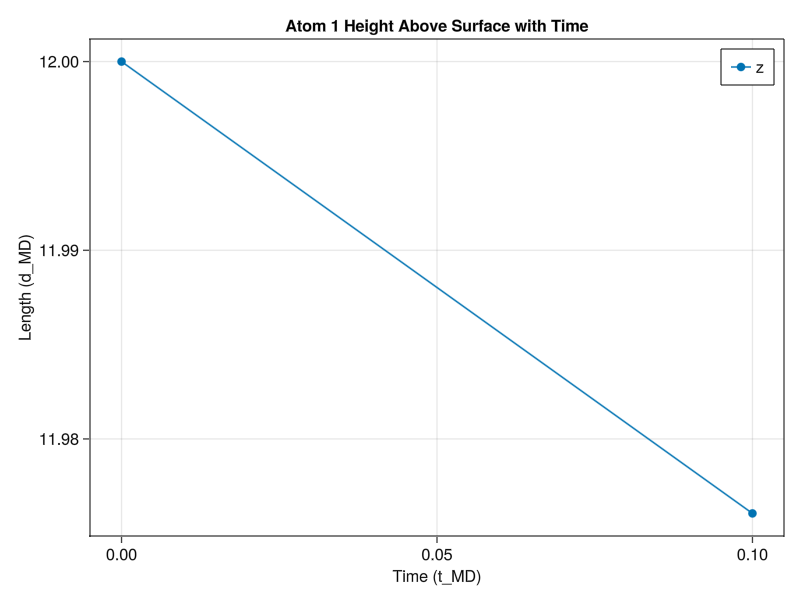 Atom 1 Height Above Surface with Time
12.00
z
11.99
Length (d_MD)
11.98
0.00
0.05
0.10
Time (t_MD)